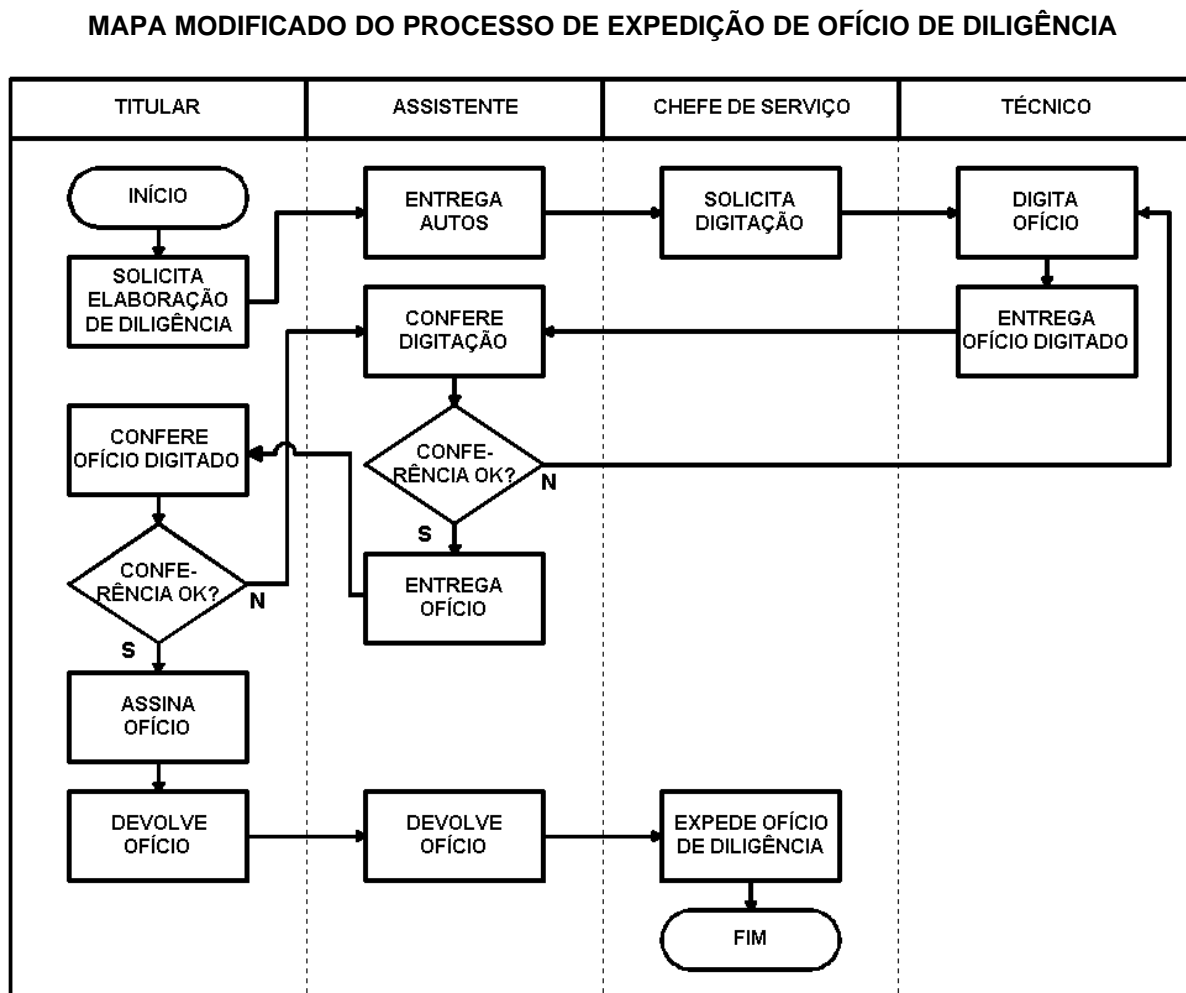 MAPA MODIFICADO DO PROCESSO DE EXPEDIÇÃO DE OFÍCIO DE DILIGÊNCIA
TITULAR
ASSISTENTE
CHEFE DE SERVIÇO
TÉCNICO
INÍCIO
ENTREGA
AUTOS
SOLICITA
DIGITAÇÃO
DIGITA
OFÍCIO
SOLICITA
ELABORAÇÃO
DE DILIGÊNCIA
CONFERE
DIGITAÇÃO
ENTREGA
OFÍCIO DIGITADO
CONFERE
OFÍCIO DIGITADO
CONFE-
RÊNCIA OK?
N
S
CONFE-
RÊNCIA OK?
N
S
ENTREGA
OFÍCIO
ASSINA
OFÍCIO
DEVOLVE
OFÍCIO
DEVOLVE
OFÍCIO
EXPEDE OFÍCIO
DE DILIGÊNCIA
FIM